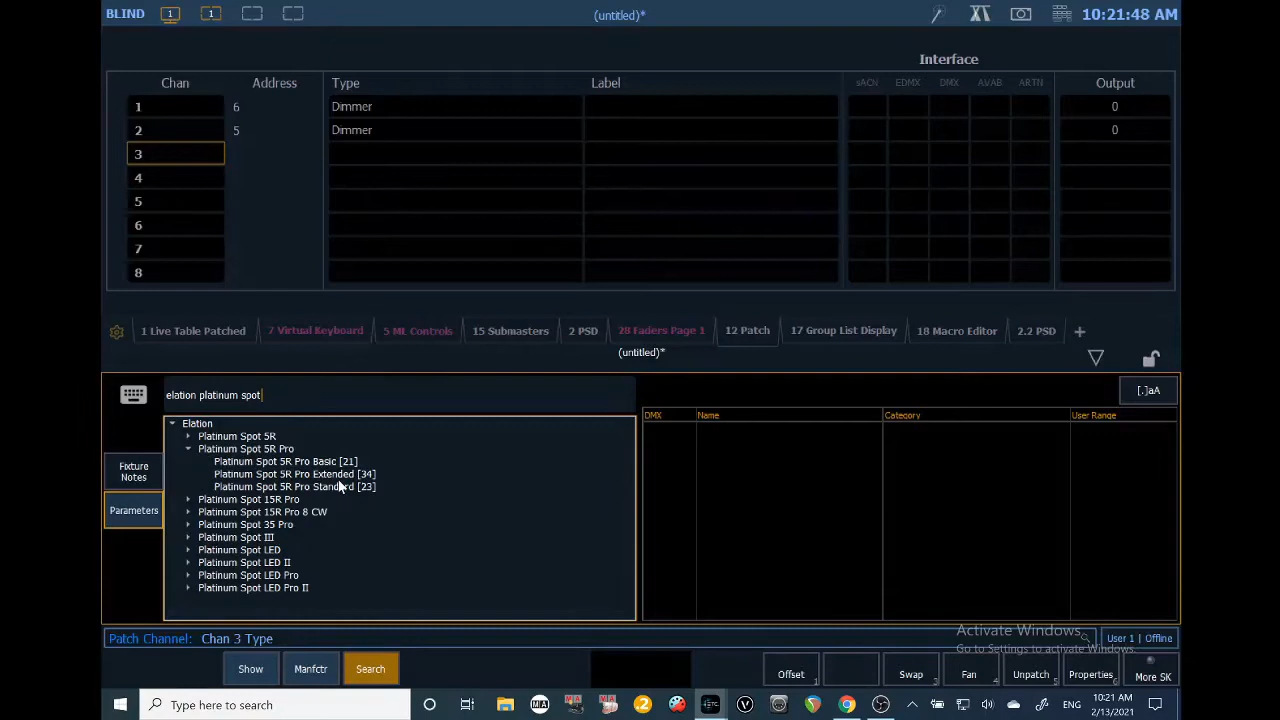 BLIND 1 1 (untitled)* 10:21:48 AM
Interface
Chan Address Type Label sACN EDMX DMX AVAB ARTN Output
1 6 Dimmer 0
2 5 Dimmer 0
3
4
5
6
7
8
1 Live Table Patched 7 Virtual Keyboard 5 ML Controls 15 Submasters 2 PSD 28 Faders Page 1 12 Patch 17 Group List Display 18 Macro Editor 2.2 PSD +
(untitled)*
elation platinum spot [.]aA
DMX Name Category User Range
Elation
Platinum Spot 5R
Platinum Spot 5R Pro
Platinum Spot 5R Pro Basic [21]
Fixture Notes
Platinum Spot 5R Pro Extended [34]
Platinum Spot 5R Pro Standard [23]
Platinum Spot 15R Pro
Parameters
Platinum Spot 15R Pro 8 CW
Platinum Spot 35 Pro
Platinum Spot III
Platinum Spot LED
Platinum Spot LED II
Platinum Spot LED Pro
Platinum Spot LED Pro II
Activate Windows
Patch Channel: Chan 3 Type User 1 | Offline
Go to Settings to activate Windows.
Show Manfctr Search Offset 1 Swap 3 Fan 4 Unpatch 5 Properties 6 More SK
Type here to search MA 2 V ENG 10:21 AM
2/13/2021